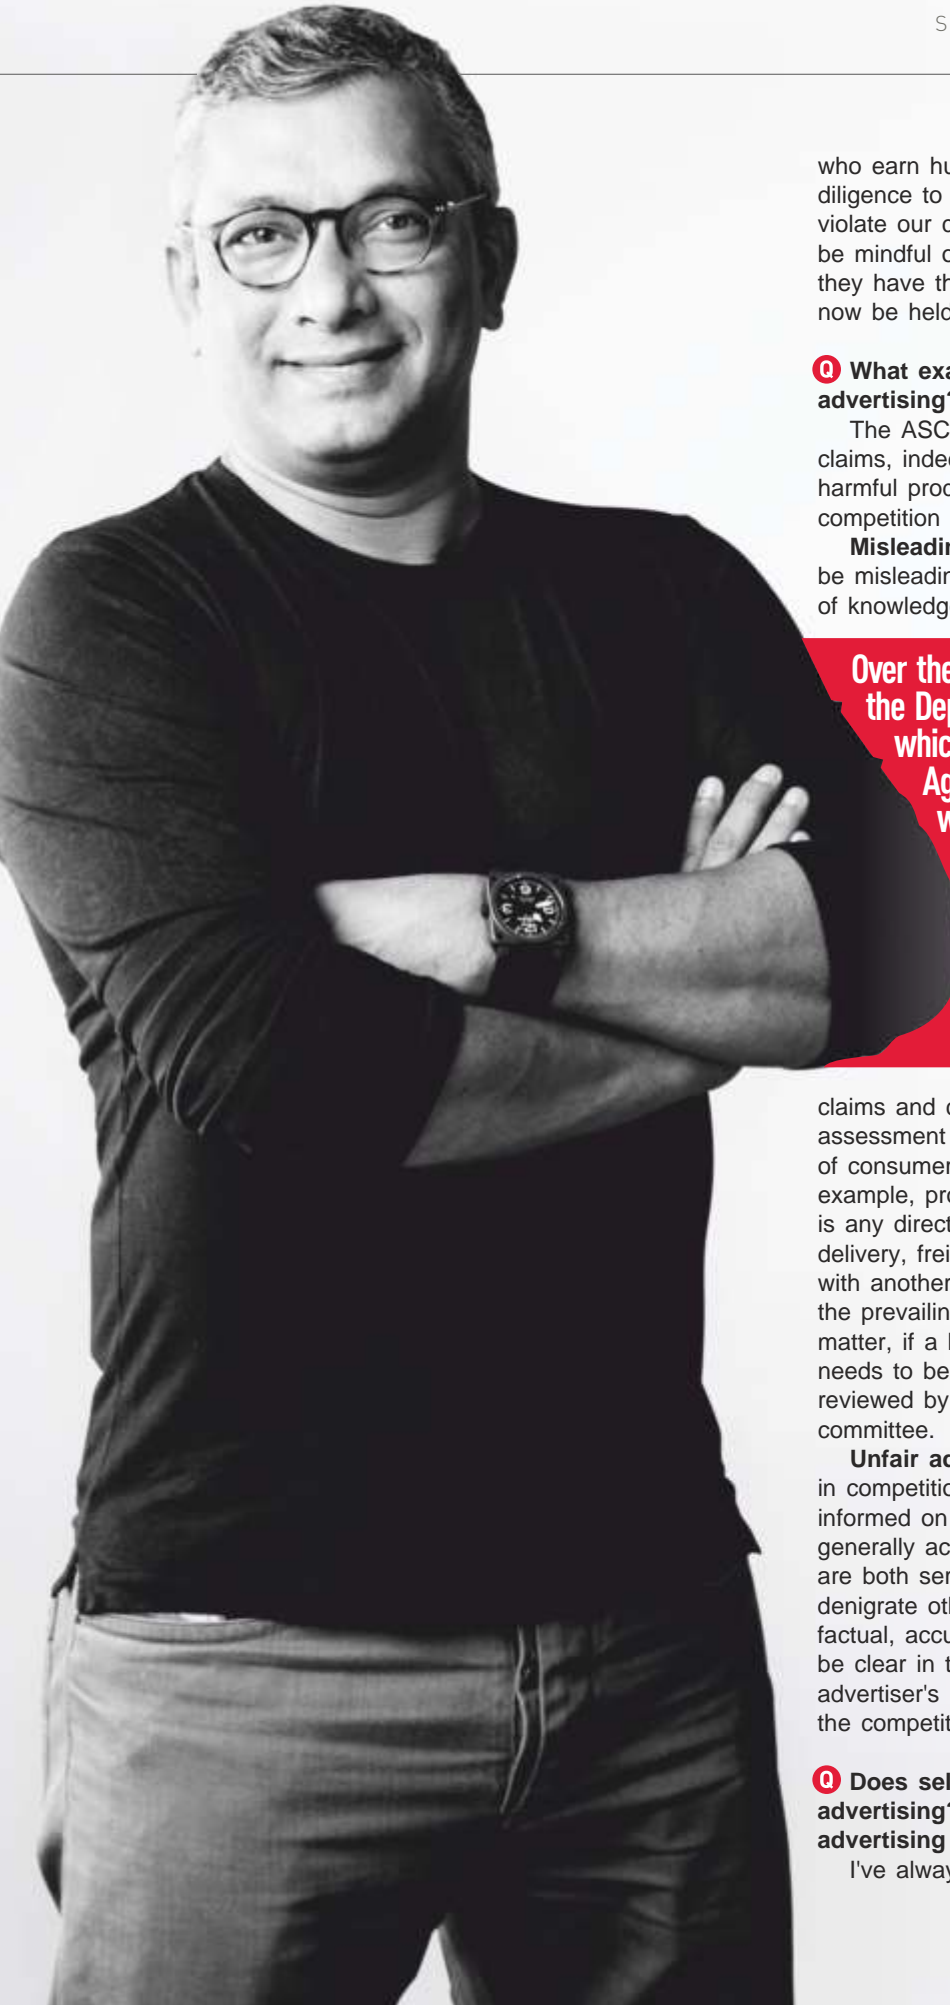 S
who earn hu
diligence to
violate our c
be mindful o
they have th
now be held
Q What exa
advertising?
The ASC
claims, indec
harmful prod
competition
Misleadin
be misleadin
of knowledg
Over the
the Dep
whic
Ag
w
claims and c
assessment
of consumer
example, pro
is any direct
delivery, frei
with another
the prevailin
matter, if a l
needs to be
reviewed by
committee.
Unfair ad
in competitio
informed on
generally ac
are both ser
denigrate oth
factual, accu
be clear in t
advertiser's
the competit
Q Does sel
advertising?
advertising
I've alway